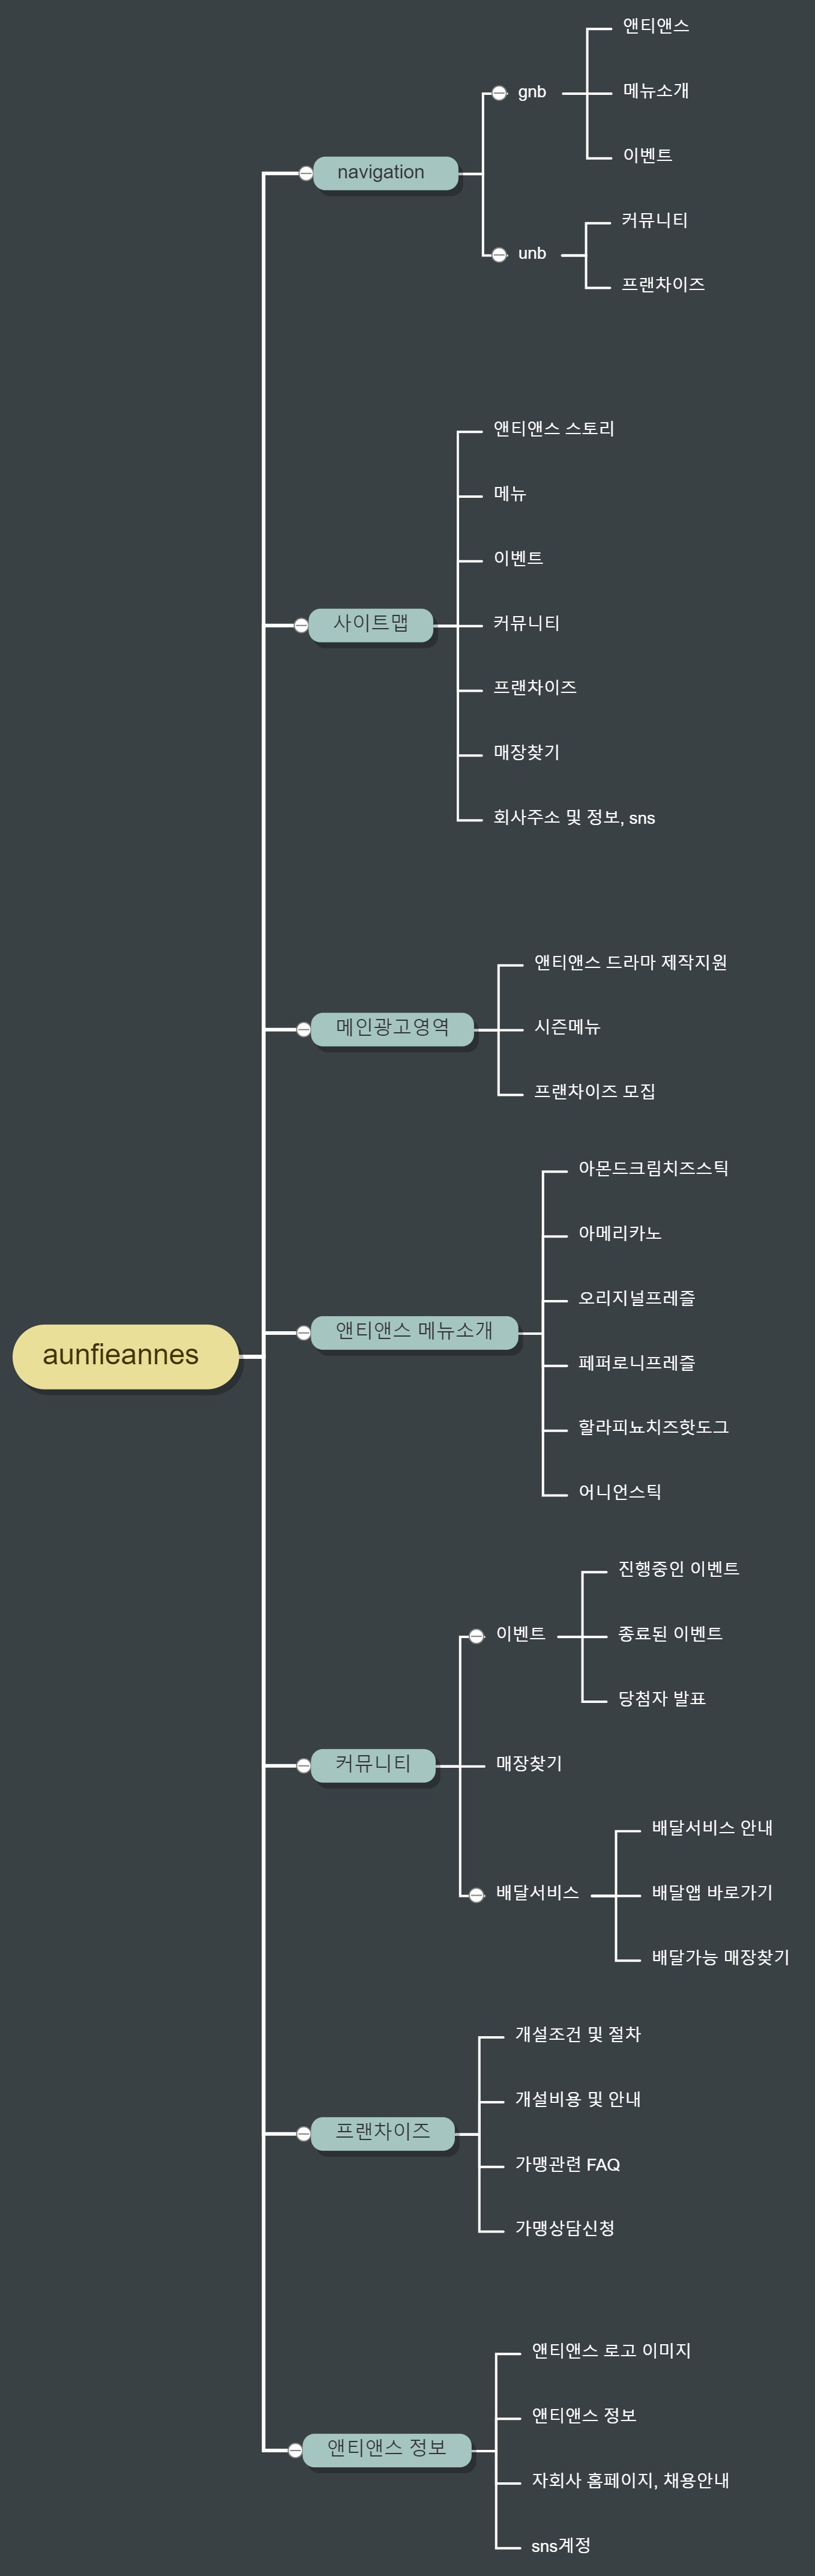 앤티앤스
메뉴소개
이벤트
gnb
navigation
커뮤니티
프랜차이즈
unb
앤티앤스 스토리
메뉴
이벤트
커뮤니티
프랜차이즈
매장찾기
회사주소 및 정보, sns
사이트맵
앤티앤스 드라마 제작지원
시즌메뉴
프랜차이즈 모집
메인광고영역
아몬드크림치즈스틱
아메리카노
오리지널프레즐
페퍼로니프레즐
할라피뇨치즈핫도그
어니언스틱
앤티앤스 메뉴소개
aunfieannes
진행중인 이벤트
종료된 이벤트
당첨자 발표
이벤트
매장찾기
커뮤니티
배달서비스 안내
배달앱 바로가기
배달가능 매장찾기
배달서비스
개설조건 및 절차
개설비용 및 안내
가맹관련 FAQ
가맹상담신청
프랜차이즈
앤티앤스 로고 이미지
앤티앤스 정보
자회사 홈페이지, 채용안내
sns계정
앤티앤스 정보